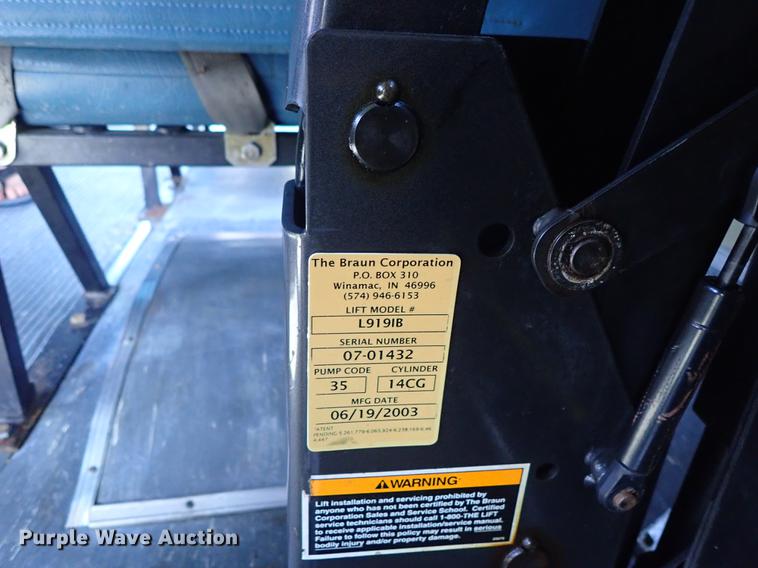 The Braun Corporation
P.O. BOX 310
Winamac, IN 46996
(574) 946-6153
LIFT MODEL #
L919IB
SERIAL NUMBER
07-01432
PUMP CODE CYLINDER
35 14CG
MFG DATE
06/19/2003
PATENT
PENDING
⚠WARNING
Lift installation and servicing prohibited by
anyone who has not been certified by The Braun
Corporation Sales and Service School. Certified
service technicians should call 1-800-THE LIFT
to receive applicable installation/service manual.
Failure to follow this policy may result in serious
bodily injury and/or property damage.
Purple Wave Auction